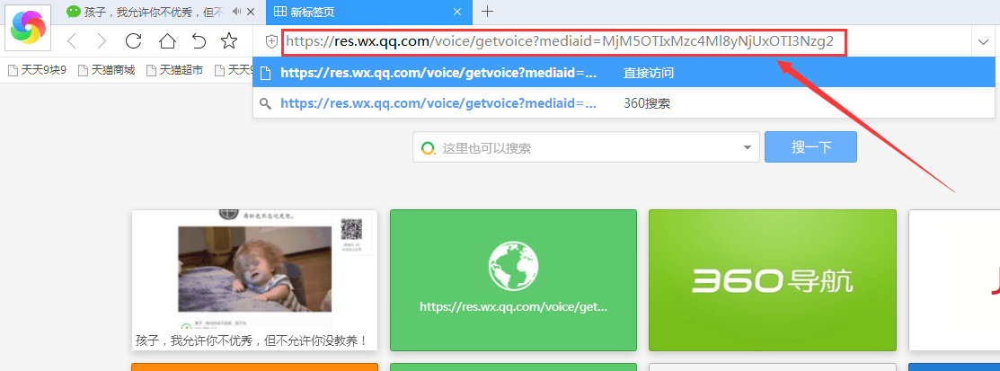 孩子，我允许你不优秀，但不
新标签页
https://res.wx.qq.com/voice/getvoice?mediaid=MjM5OTIxMzc4Ml8yNjUxOTI3Nzg2
天天9块9
天猫商城
天猫超市
天天9
https://res.wx.qq.com/voice/getvoice?mediaid=...
直接访问
https://res.wx.qq.com/voice/getvoice?mediaid=...
360搜索
这里也可以搜索
搜一下
https://res.wx.qq.com/voice/get...
360导航
孩子，我允许你不优秀，但不允许你没教养！